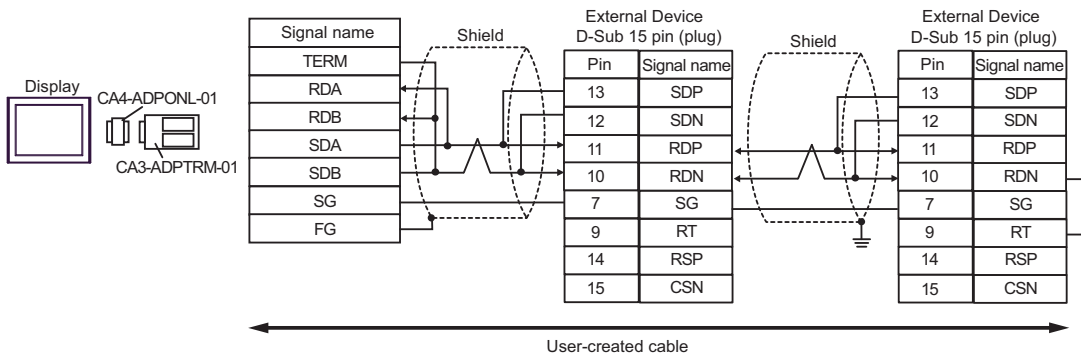 Display
CA4-ADPONL-01
CA3-ADPTRM-01
Signal name
TERM
RDA
RDB
SDA
SDB
SG
FG
Shield
External Device
D-Sub 15 pin (plug)
Pin Signal name
13 SDP
12 SDN
11 RDP
10 RDN
7 SG
9 RT
14 RSP
15 CSN
Shield
External Device
D-Sub 15 pin (plug)
Pin Signal name
13 SDP
12 SDN
11 RDP
10 RDN
7 SG
9 RT
14 RSP
15 CSN
User-created cable